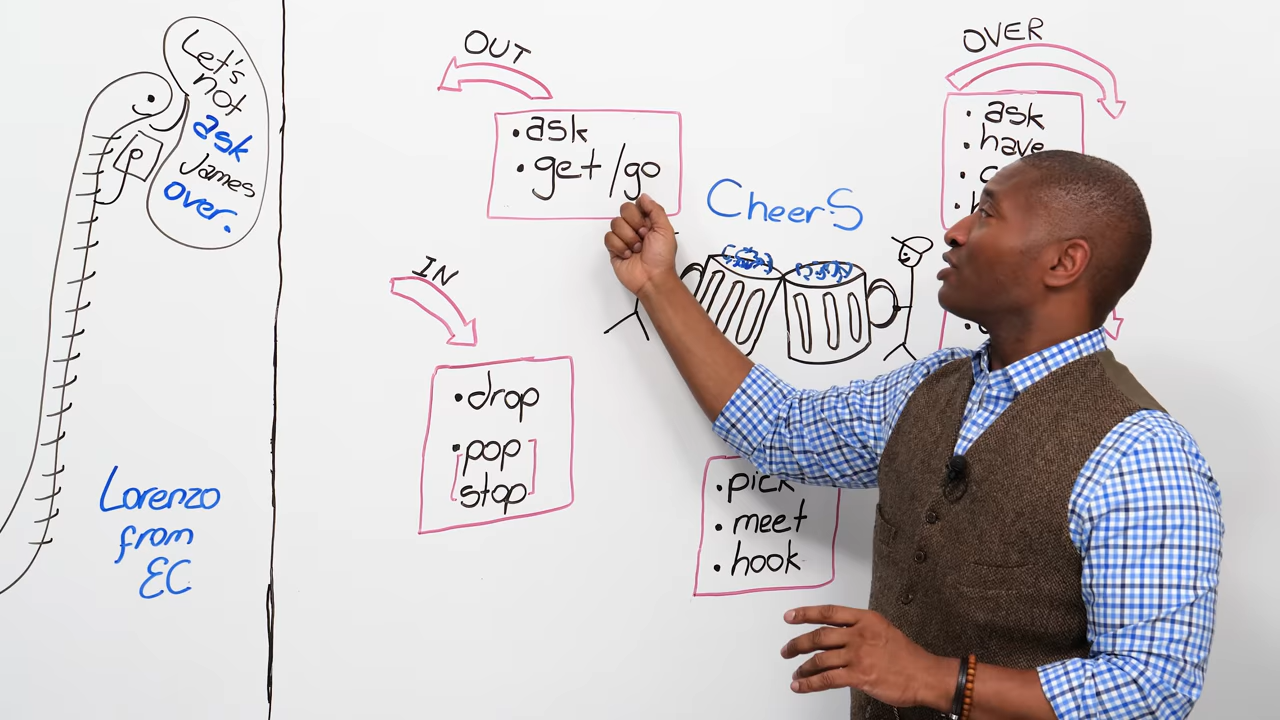 Let's
not
ask
James
over.
P
Lorenzo
from
EC
OUT
• ask
• get / go
IN
• drop
• pop
stop
CheerS
• pick
• meet
• hook
OVER
• ask
• have